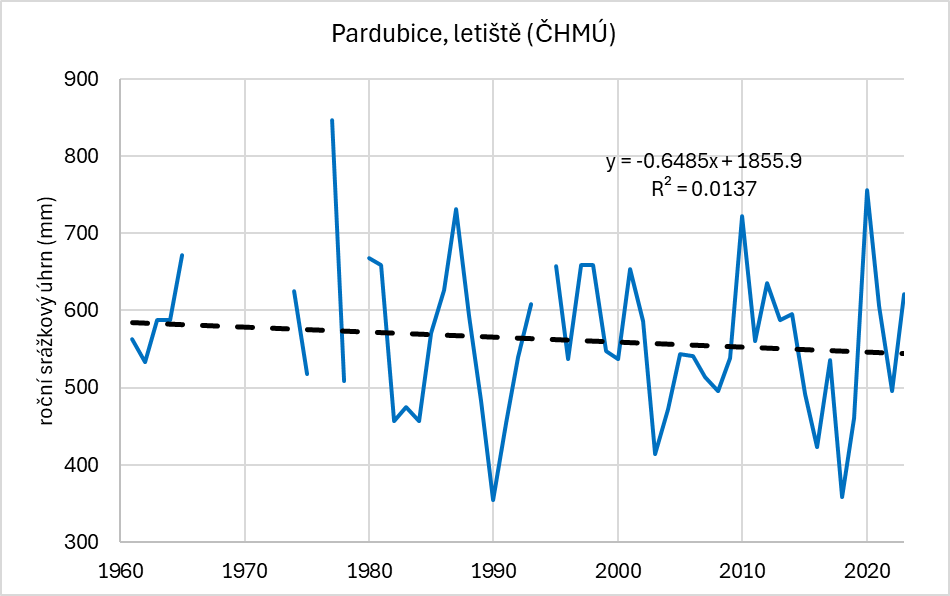 Pardubice, letiště (ČHMÚ)
900
800
700
600
500
400
300
roční srážkový úhrn (mm)
y = -0.6485x + 1855.9
R² = 0.0137
1960 1970 1980 1990 2000 2010 2020